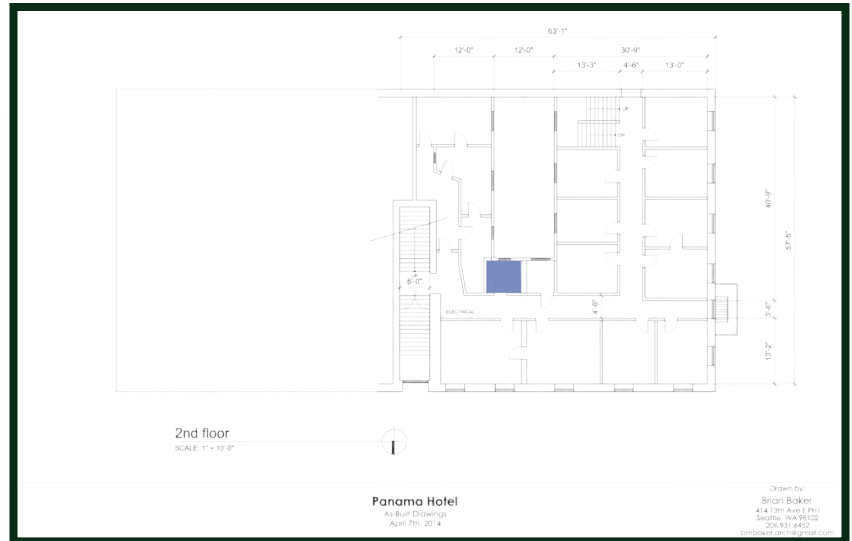 63'-1"
12'-0" 12'-0" 30'-9"
13'-3" 4'-6" 13'-0"
UP
DN
40'-9"
57'-5"
UP
6'-0"
4'-6"
3'-6"
ELECTRICAL
13'-2"
2nd floor
SCALE: 1" = 10'-0"
Panama Hotel
As-Built Drawings
April 7th, 2014
Drawn by:
Brian Baker
414 13th Ave E PH1
Seattle, WA 98102
206.931.6452
bmbaker.arch@gmail.com